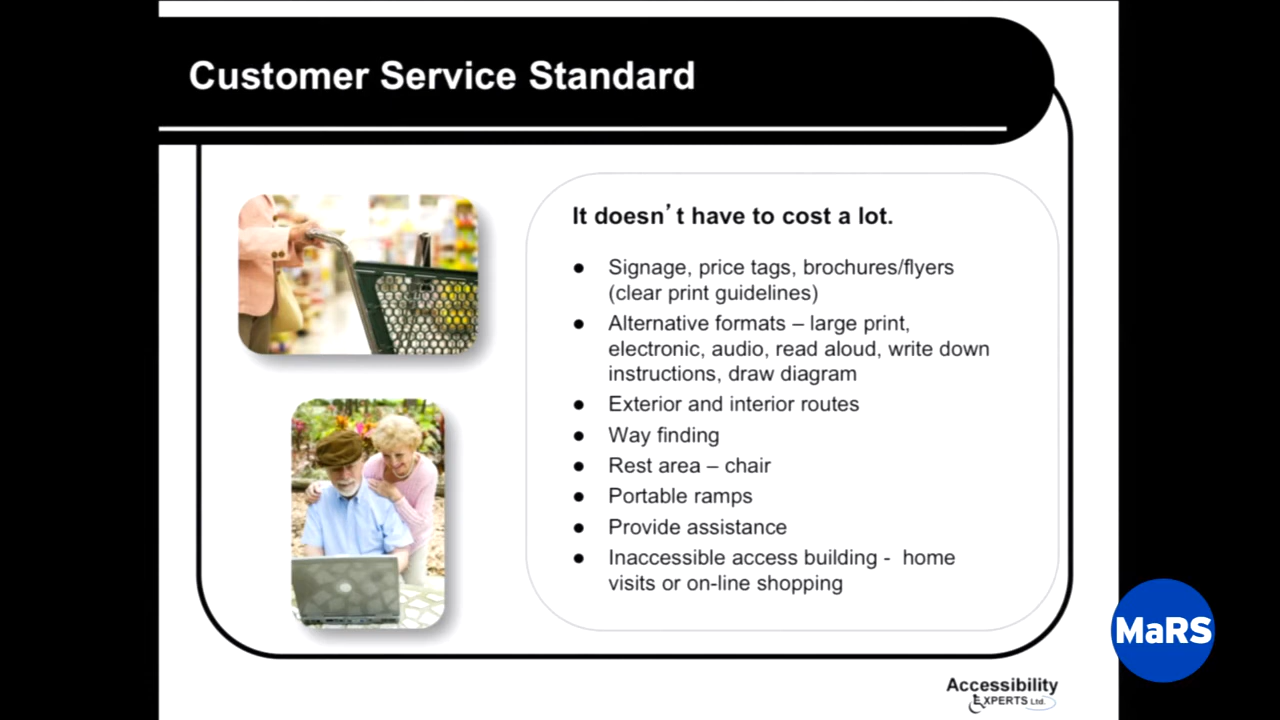 Customer Service Standard
It doesn’t have to cost a lot.
● Signage, price tags, brochures/flyers
(clear print guidelines)
● Alternative formats – large print,
electronic, audio, read aloud, write down
instructions, draw diagram
● Exterior and interior routes
● Way finding
● Rest area – chair
● Portable ramps
● Provide assistance
● Inaccessible access building - home
visits or on-line shopping
MaRS
Accessibility
EXPERTS Ltd.